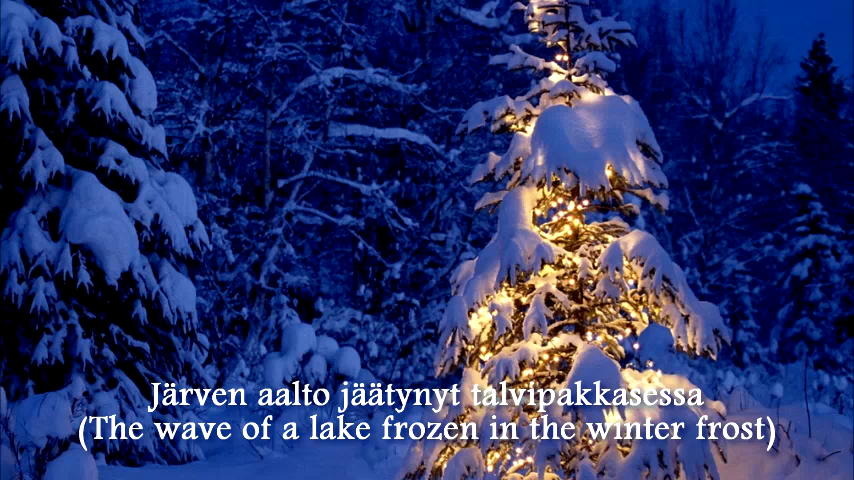 Järven aalto jäätynyt talvipakkasessa
(The wave of a lake frozen in the winter frost)